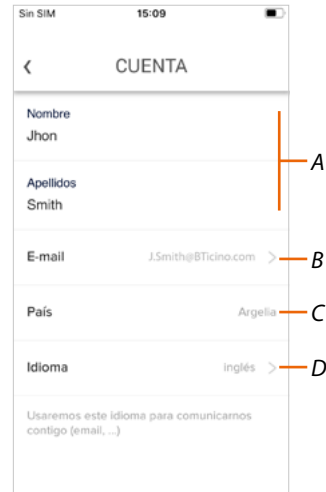 Sin SIM 15:09
CUENTA
Nombre
Jhon
A
Apellidos
Smith
E-mail J.Smith@BTicino.com B
País Argelia C
Idioma inglés D
Usaremos este idioma para comunicarnos
contigo (email, ...)